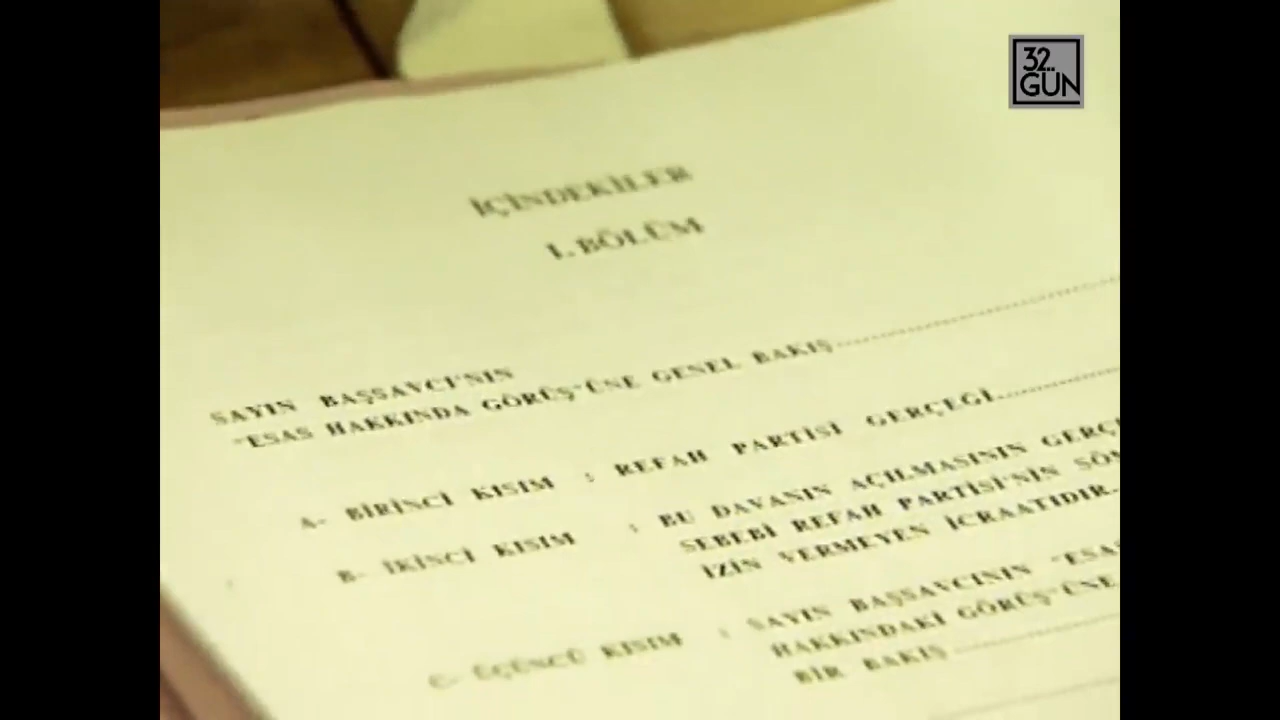 32.
GÜN
İÇİNDEKİLER
I. BÖLÜM
SAYIN BAŞSAVCI'NIN
"ESAS HAKKINDA GÖRÜŞ"ÜNE GENEL BAKIŞ
A- BİRİNCİ KISIM : REFAH PARTİSİ GERÇEĞİ
B- İKİNCİ KISIM : BU DAVANIN AÇILMASININ
SEBEBİ REFAH PARTİSİ'NİN
İZİN VERMEYEN İCRAATIDIR.
C- ÜÇÜNCÜ KISIM : SAYIN BAŞSAVCININ
HAKKINDAKİ GÖRÜŞ"ÜNE
BİR BAKIŞ